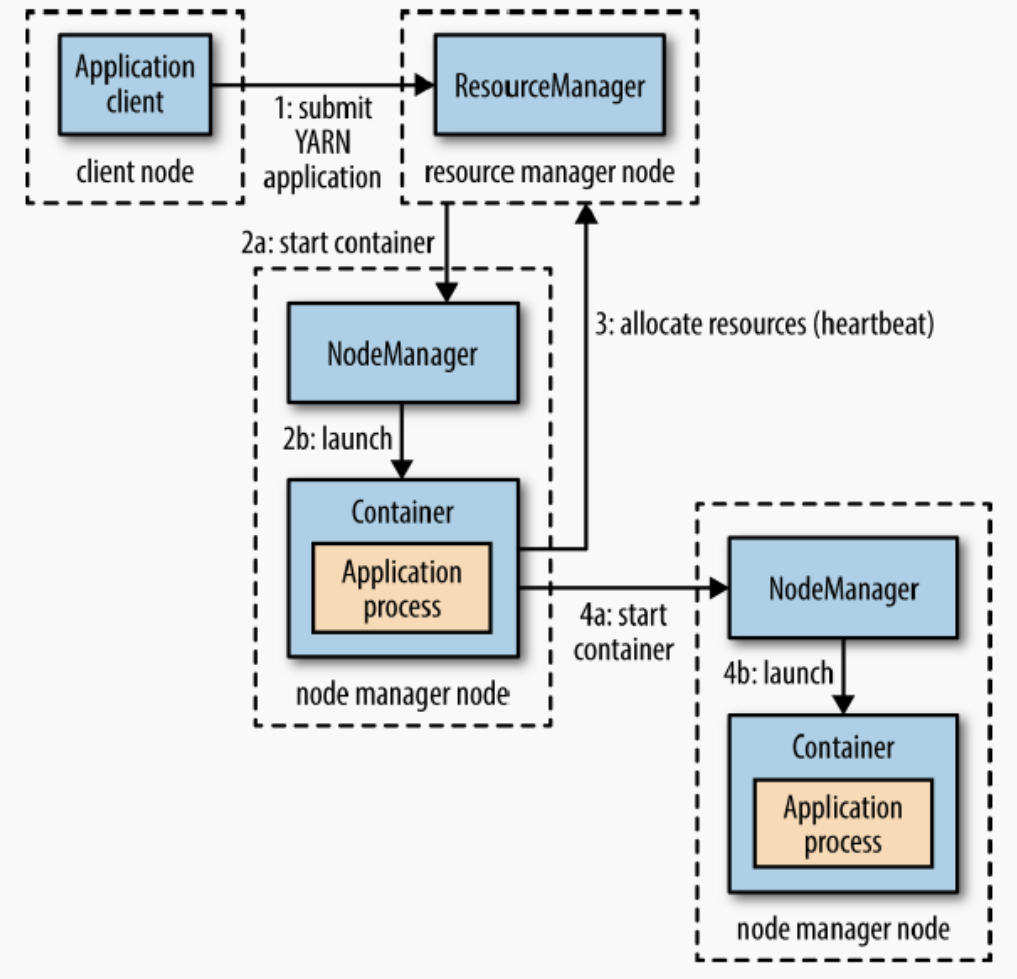 Application
client
client node
1: submit
YARN
application
ResourceManager
resource manager node
2a: start container
NodeManager
2b: launch
Container
Application
process
node manager node
3: allocate resources (heartbeat)
4a: start
container
NodeManager
4b: launch
Container
Application
process
node manager node